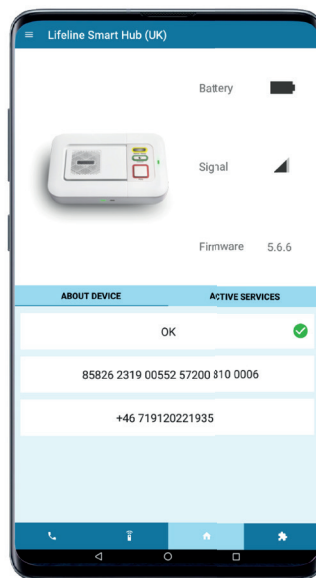 Lifeline Smart Hub (UK)
Battery
Signal
Firmware 5.6.6
ABOUT DEVICE ACTIVE SERVICES
OK
85826 2319 00552 57200 810 0006
+46 719120221935